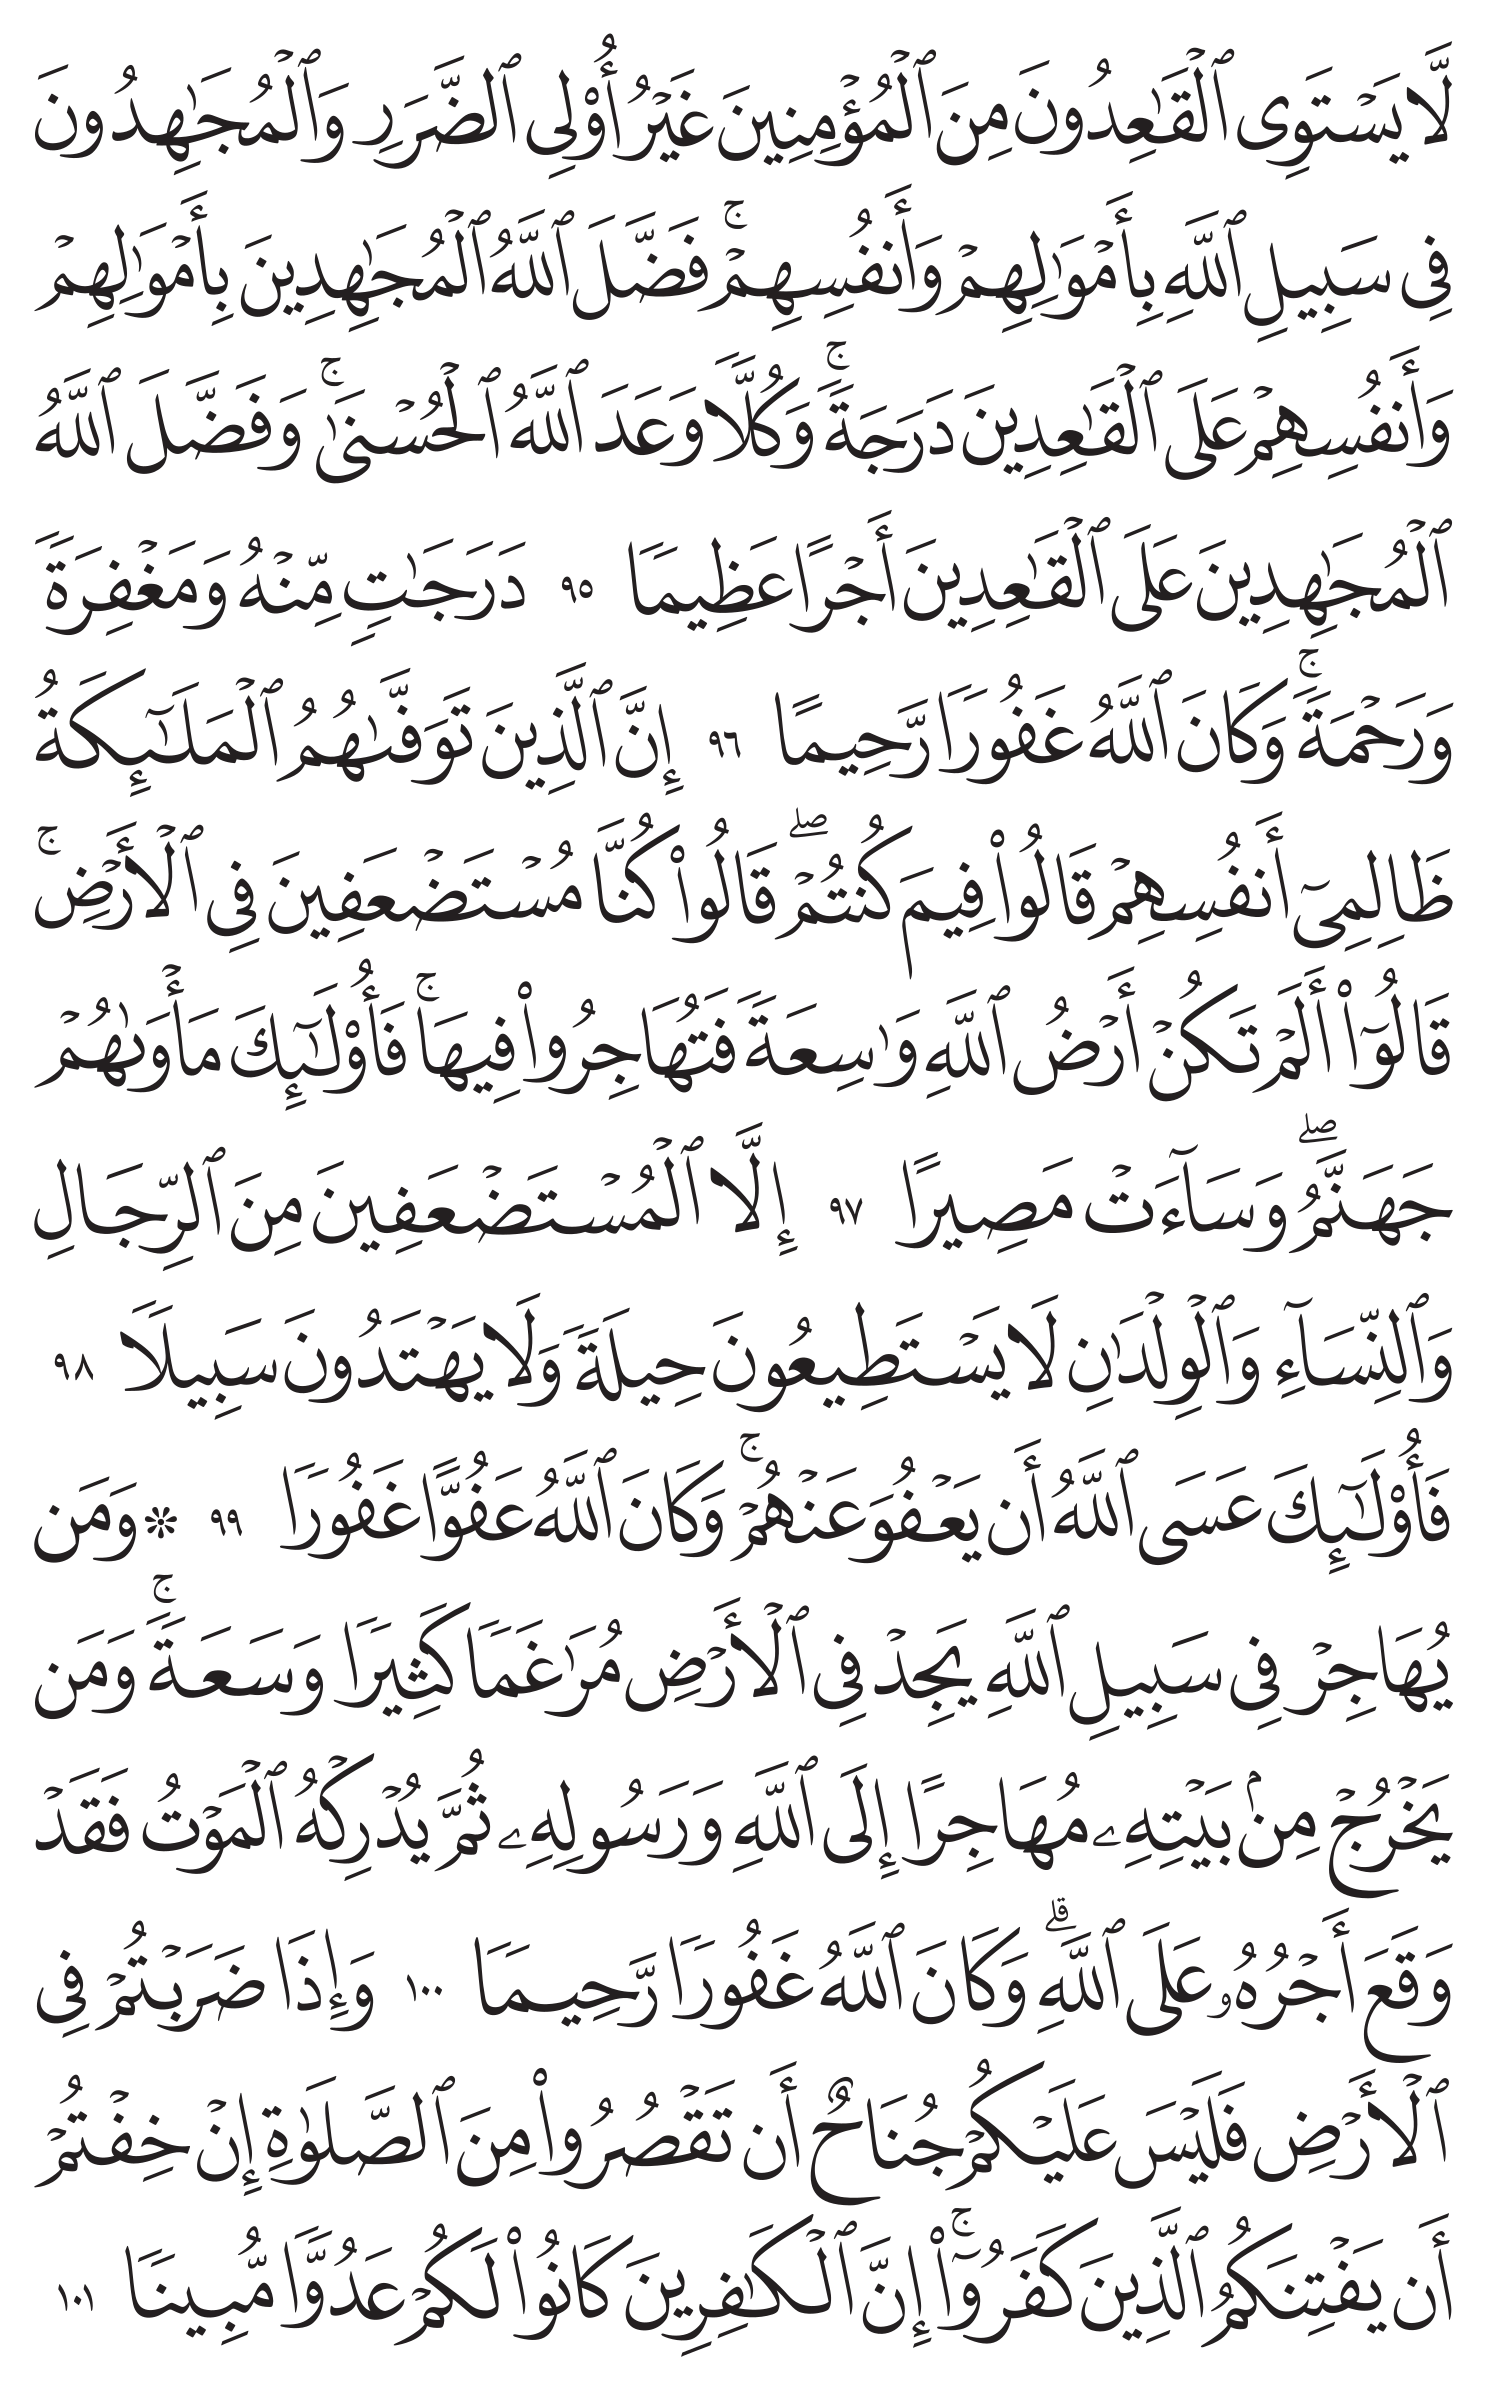 لَّا يَسْتَوِى ٱلْقَـٰعِدُونَ مِنَ ٱلْمُؤْمِنِينَ غَيْرُ أُو۟لِى ٱلضَّرَرِ وَٱلْمُجَـٰهِدُونَ
فِى سَبِيلِ ٱللَّهِ بِأَمْوَٰلِهِمْ وَأَنفُسِهِمْ ۚ فَضَّلَ ٱللَّهُ ٱلْمُجَـٰهِدِينَ بِأَمْوَٰلِهِمْ
وَأَنفُسِهِمْ عَلَى ٱلْقَـٰعِدِينَ دَرَجَةً ۚ وَكُلًّا وَعَدَ ٱللَّهُ ٱلْحُسْنَىٰ ۚ وَفَضَّلَ ٱللَّهُ
ٱلْمُجَـٰهِدِينَ عَلَى ٱلْقَـٰعِدِينَ أَجْرًا عَظِيمًا ٩٥ دَرَجَـٰتٍ مِّنْهُ وَمَغْفِرَةً
وَرَحْمَةً ۚ وَكَانَ ٱللَّهُ غَفُورًا رَّحِيمًا ٩٦ إِنَّ ٱلَّذِينَ تَوَفَّىٰهُمُ ٱلْمَلَـٰٓئِكَةُ
ظَالِمِىٓ أَنفُسِهِمْ قَالُوا۟ فِيمَ كُنتُمْ ۖ قَالُوا۟ كُنَّا مُسْتَضْعَفِينَ فِى ٱلْأَرْضِ ۚ
قَالُوٓا۟ أَلَمْ تَكُنْ أَرْضُ ٱللَّهِ وَٰسِعَةً فَتُهَاجِرُوا۟ فِيهَا ۚ فَأُو۟لَـٰٓئِكَ مَأْوَىٰهُمْ
جَهَنَّمُ ۖ وَسَآءَتْ مَصِيرًا ٩٧ إِلَّا ٱلْمُسْتَضْعَفِينَ مِنَ ٱلرِّجَالِ
وَٱلنِّسَآءِ وَٱلْوِلْدَٰنِ لَا يَسْتَطِيعُونَ حِيلَةً وَلَا يَهْتَدُونَ سَبِيلًا ٩٨
فَأُو۟لَـٰٓئِكَ عَسَى ٱللَّهُ أَن يَعْفُوَ عَنْهُمْ ۚ وَكَانَ ٱللَّهُ عَفُوًّا غَفُورًا ٩٩ ۞ وَمَن
يُهَاجِرْ فِى سَبِيلِ ٱللَّهِ يَجِدْ فِى ٱلْأَرْضِ مُرَٰغَمًا كَثِيرًا وَسَعَةً ۚ وَمَن
يَخْرُجْ مِنۢ بَيْتِهِۦ مُهَاجِرًا إِلَى ٱللَّهِ وَرَسُولِهِۦ ثُمَّ يُدْرِكْهُ ٱلْمَوْتُ فَقَدْ
وَقَعَ أَجْرُهُۥ عَلَى ٱللَّهِ ۗ وَكَانَ ٱللَّهُ غَفُورًا رَّحِيمًا ١٠٠ وَإِذَا ضَرَبْتُمْ فِى
ٱلْأَرْضِ فَلَيْسَ عَلَيْكُمْ جُنَاحٌ أَن تَقْصُرُوا۟ مِنَ ٱلصَّلَوٰةِ إِنْ خِفْتُمْ
أَن يَفْتِنَكُمُ ٱلَّذِينَ كَفَرُوٓا۟ ۚ إِنَّ ٱلْكَـٰفِرِينَ كَانُوا۟ لَكُمْ عَدُوًّا مُّبِينًا ١٠١